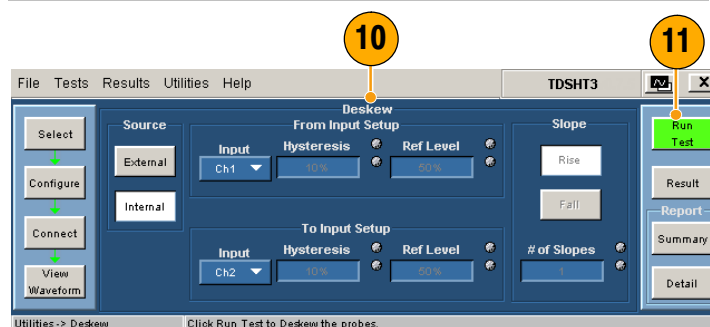 10
11
File Tests Results Utilities Help TDSHT3 X
Deskew
Select
Configure
Connect
View
Waveform
Source
External
Internal
From Input Setup
Input Hysteresis Ref Level
Ch1 10% 50%
To Input Setup
Input Hysteresis Ref Level
Ch2 10% 50%
Slope
Rise
Fall
# of Slopes
1
Run
Test
Result
Report
Summary
Detail
Utilities -> Deskew Click Run Test to Deskew the probes.